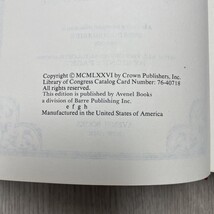 Copyright © MCMLXXVI by Crown Publishers, Inc.
Library of Congress Catalog Card Number: 76-40718
All rights reserved.
This edition is published by Avenel Books
a division of Barre Publishing Inc.
e f g h
Manufactured in the United States of America